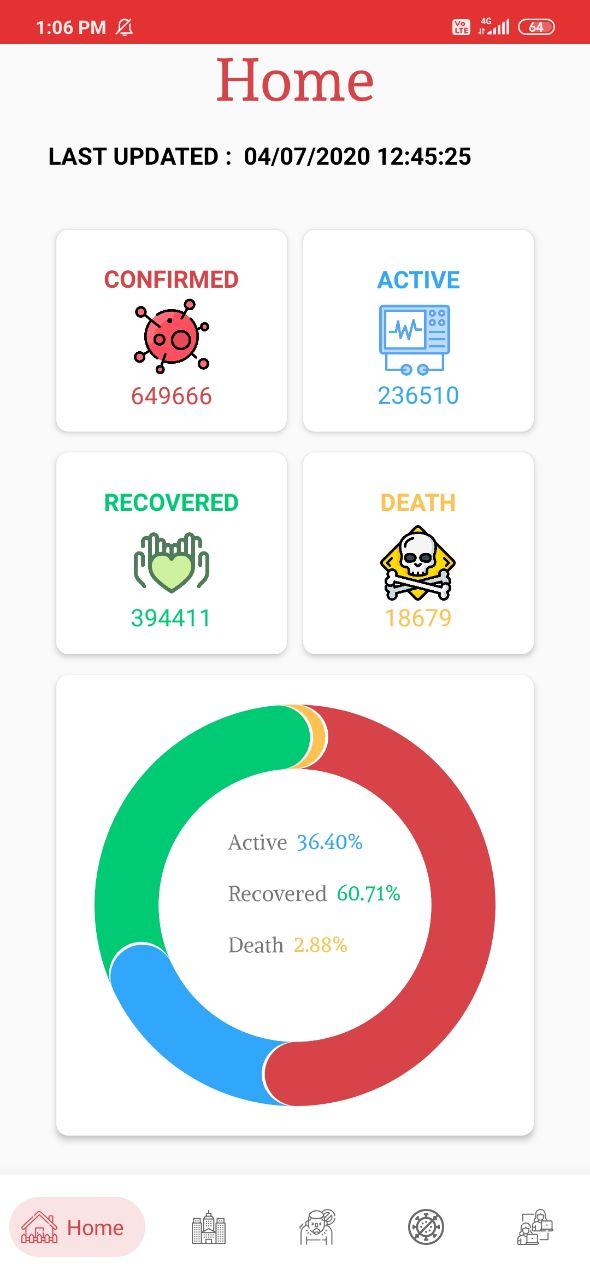 1:06 PM 4G Vo LTE 64
Home
LAST UPDATED : 04/07/2020 12:45:25
CONFIRMED
649666
ACTIVE
236510
RECOVERED
394411
DEATH
18679
Active 36.40%
Recovered 60.71%
Death 2.88%
Home